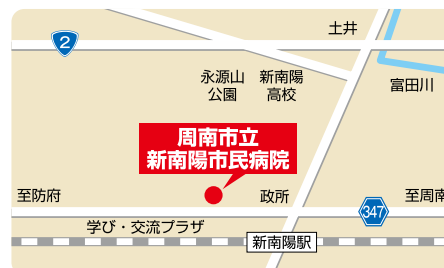 土井
2
永源山
公園
新南陽
高校
富田川
周南市立
新南陽市民病院
至防府
政所
347
至周南
学び・交流プラザ
新南陽駅